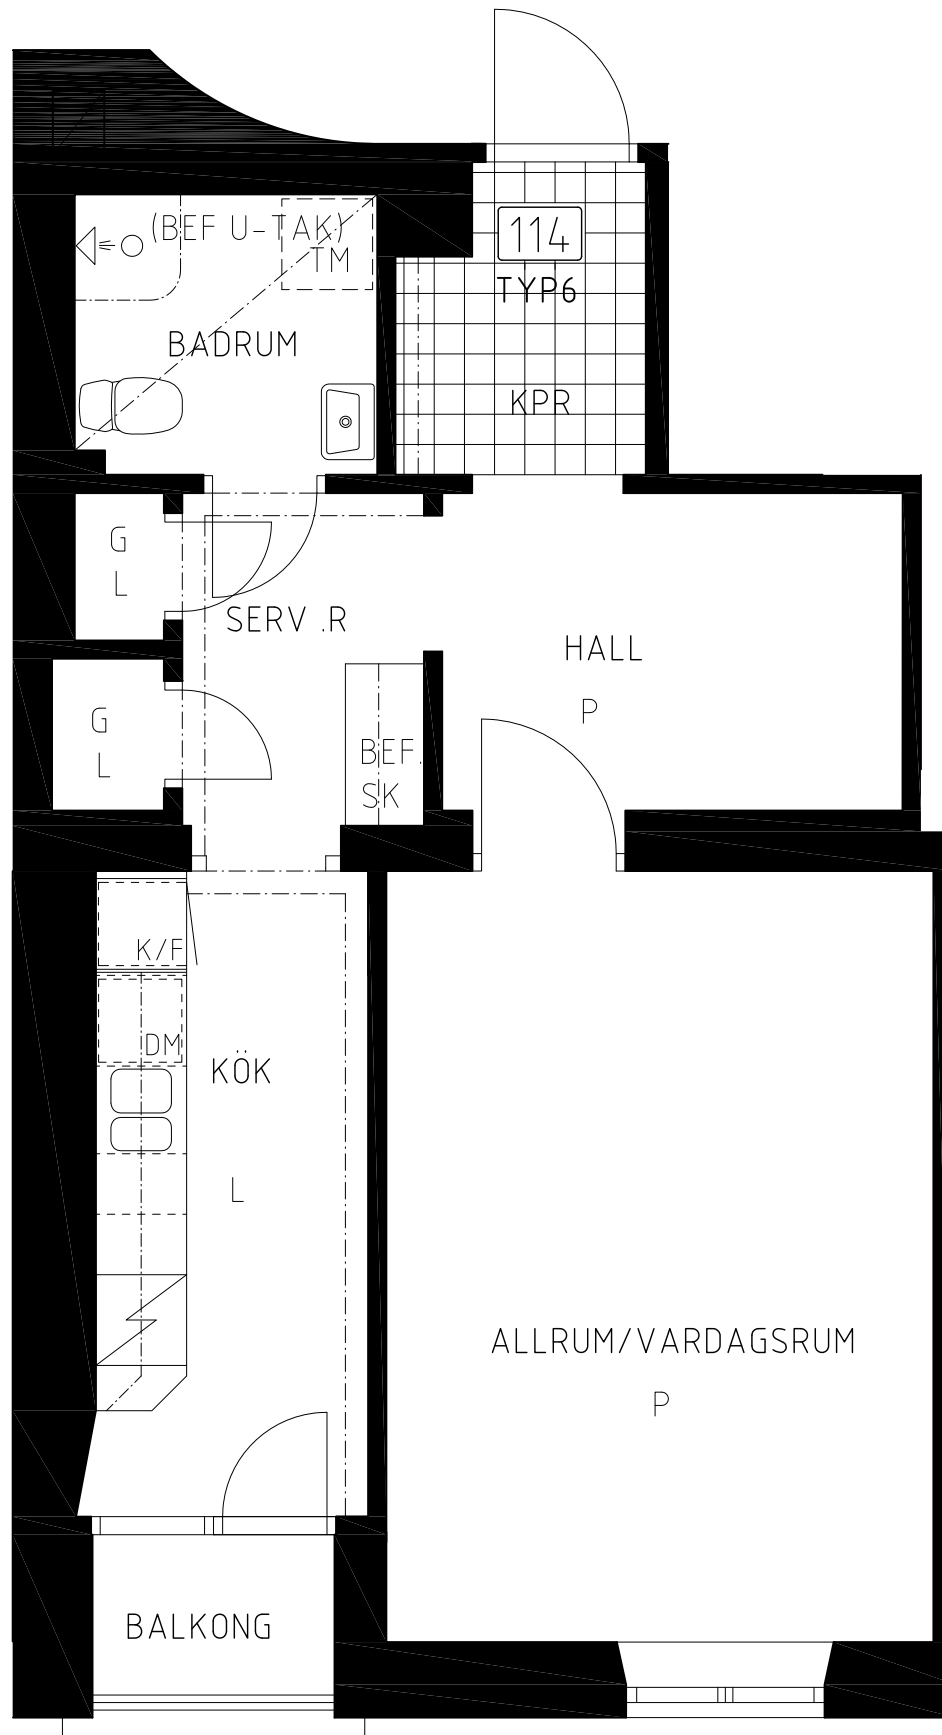 114
(BEF U-TAK)
TM
TYP6
BADRUM
KPR
G
L
SERV .R
HALL
P
G
L
BEF.
SK
K/F
DM
KÖK
L
ALLRUM/VARDAGSRUM
P
BALKONG